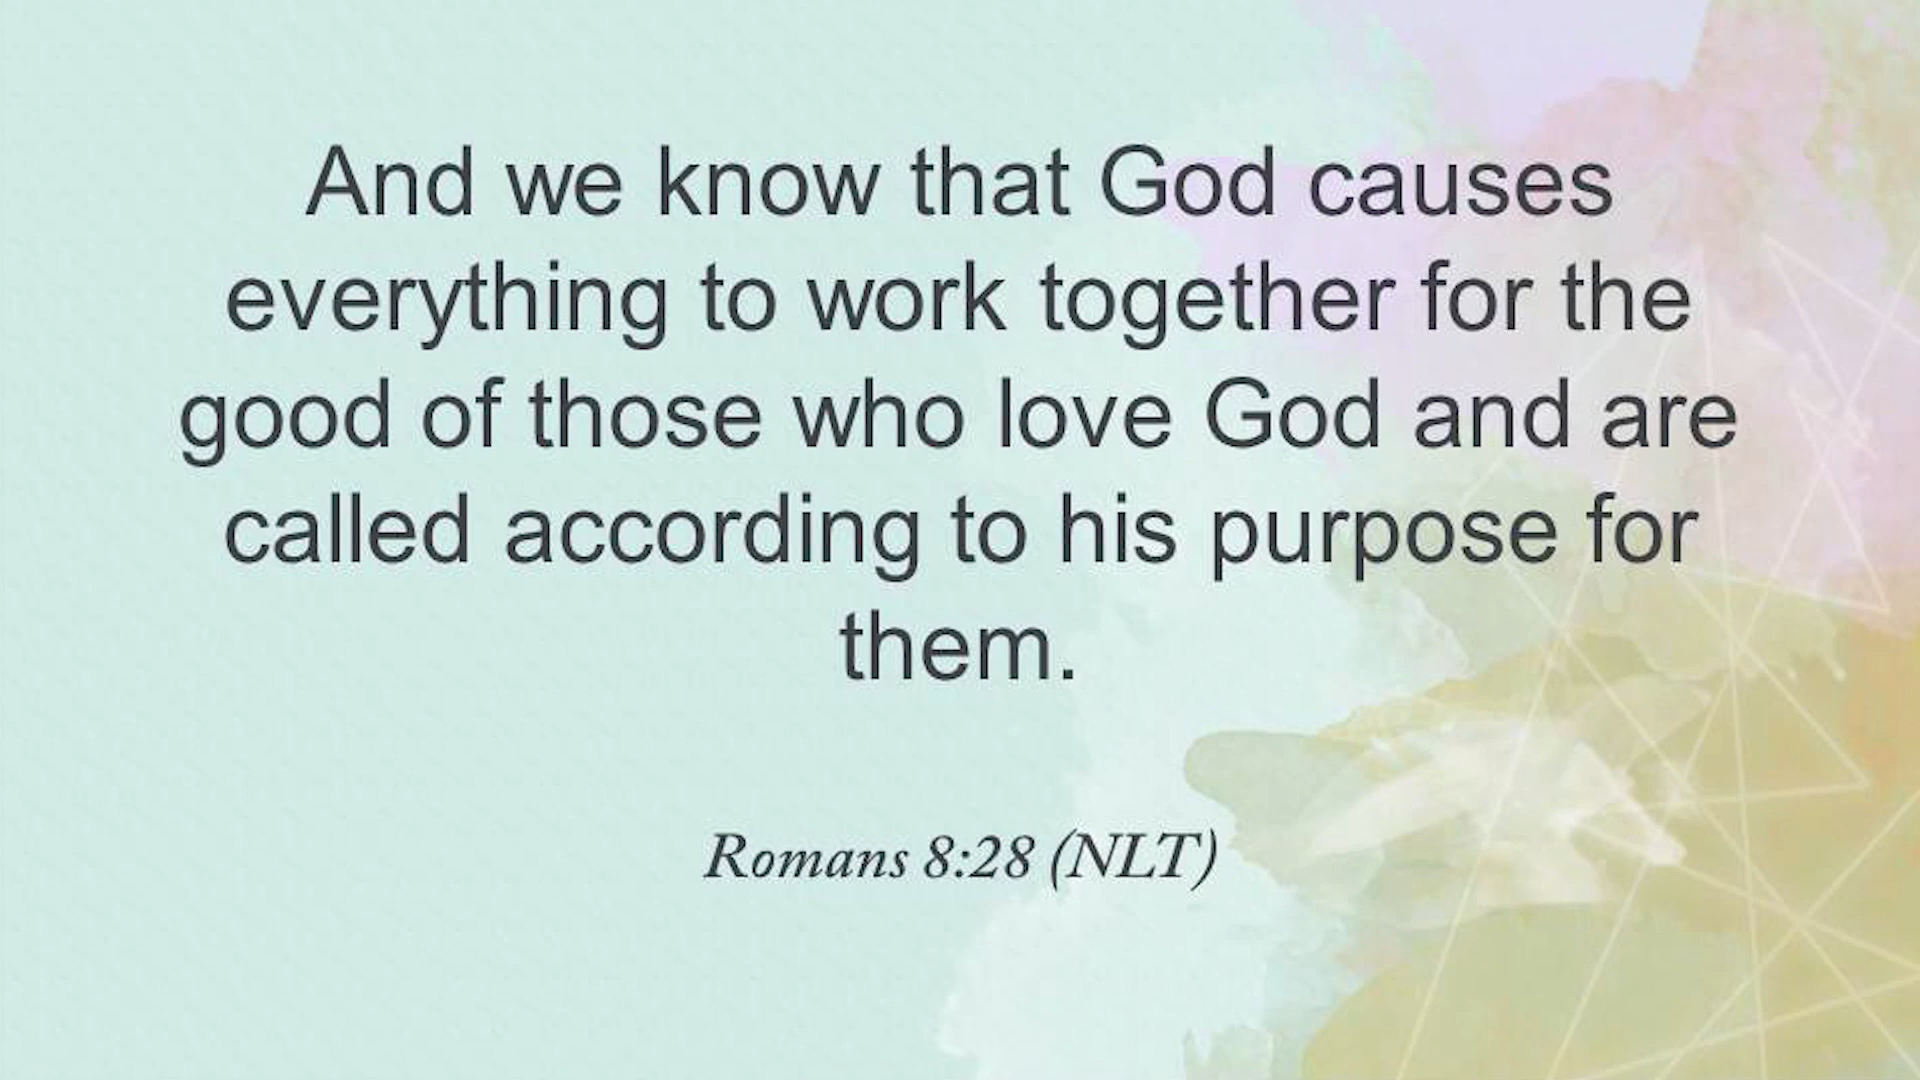 And we know that God causes
everything to work together for the
good of those who love God and are
called according to his purpose for
them.
Romans 8:28 (NLT)